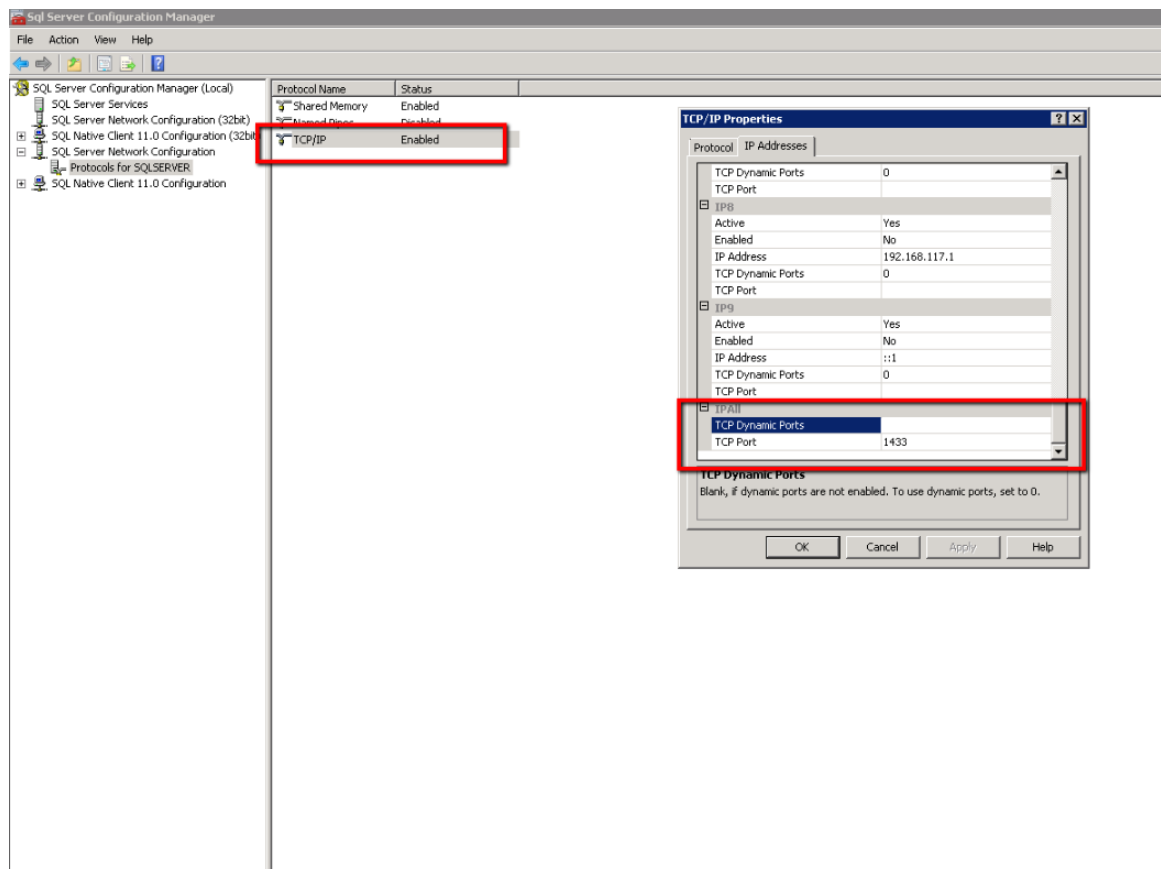 Sql Server Configuration Manager
File Action View Help
SQL Server Configuration Manager (Local)
SQL Server Services
SQL Server Network Configuration (32bit)
SQL Native Client 11.0 Configuration (32bit
SQL Server Network Configuration
Protocols for SQLSERVER
SQL Native Client 11.0 Configuration
Protocol Name Status
Shared Memory Enabled
Named Pipes Disabled
TCP/IP Enabled
TCP/IP Properties
Protocol IP Addresses
TCP Dynamic Ports 0
TCP Port
IP8
Active Yes
Enabled No
IP Address 192.168.117.1
TCP Dynamic Ports 0
TCP Port
IP9
Active Yes
Enabled No
IP Address ::1
TCP Dynamic Ports 0
TCP Port
IPAll
TCP Dynamic Ports
TCP Port 1433
TCP Dynamic Ports
Blank, if dynamic ports are not enabled. To use dynamic ports, set to 0.
OK Cancel Apply Help